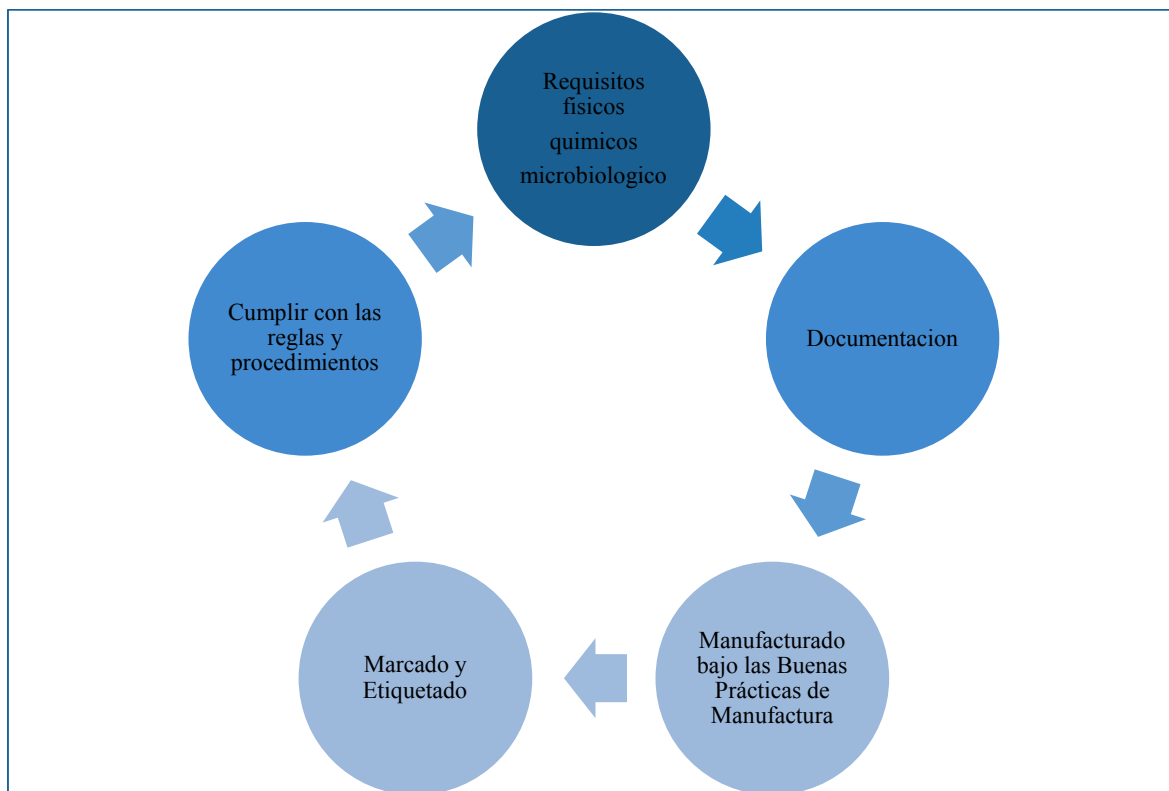 Requisitos
fisicos
quimicos
microbiologico
Documentacion
Manufacturado
bajo las Buenas
Prácticas de
Manufactura
Marcado y
Etiquetado
Cumplir con las
reglas y
procedimientos